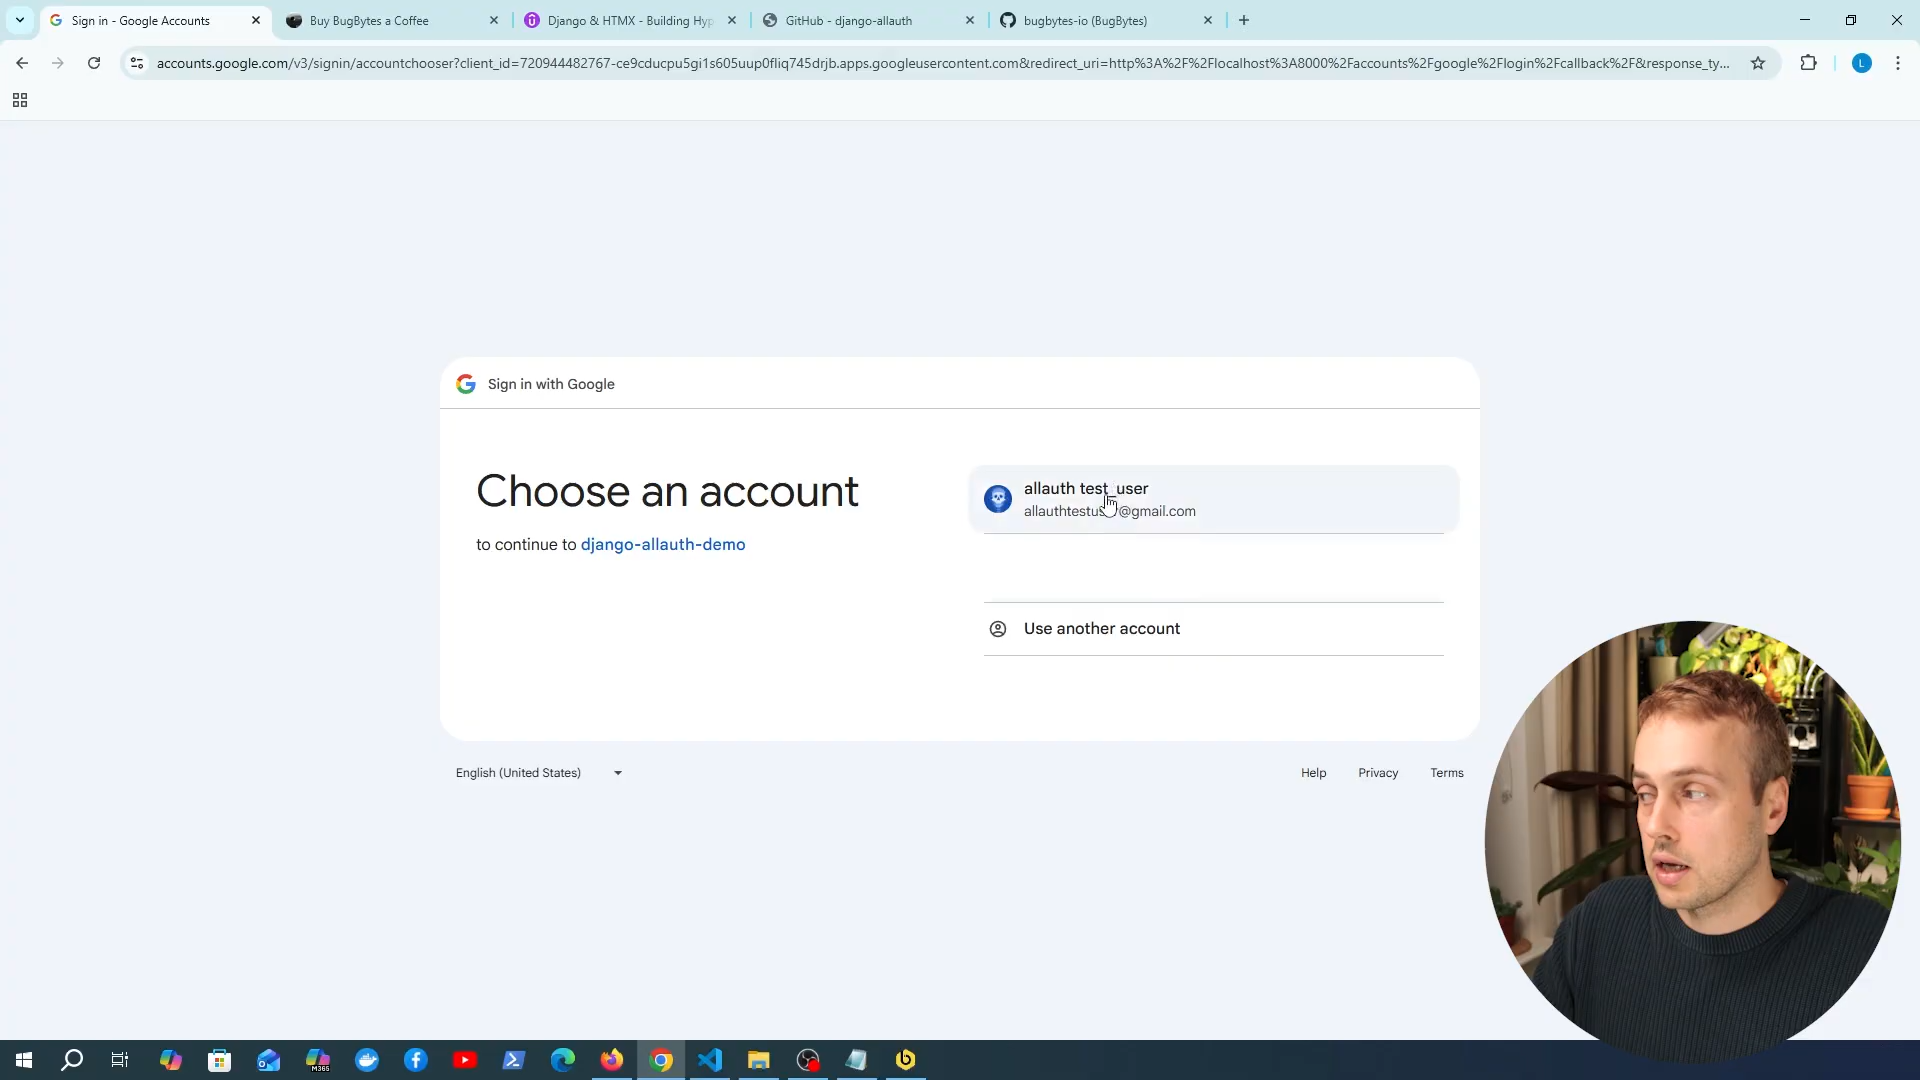 Sign in - Google Accounts
Buy BugBytes a Coffee
Django & HTMX - Building Hyp
GitHub - django-allauth
bugbytes-io (BugBytes)
accounts.google.com/v3/signin/accountchooser?client_id=720944482767-ce9cducpu5gi1s605uup0fliq745drjb.apps.googleusercontent.com&redirect_uri=http%3A%2F%2Flocalhost%3A8000%2Faccounts%2Fgoogle%2Flogin%2Fcallback%2F&response_ty...
L
Sign in with Google
Choose an account
to continue to django-allauth-demo
allauth test_user
@gmail.com
Use another account
English (United States)
Help
Privacy
Terms
M365